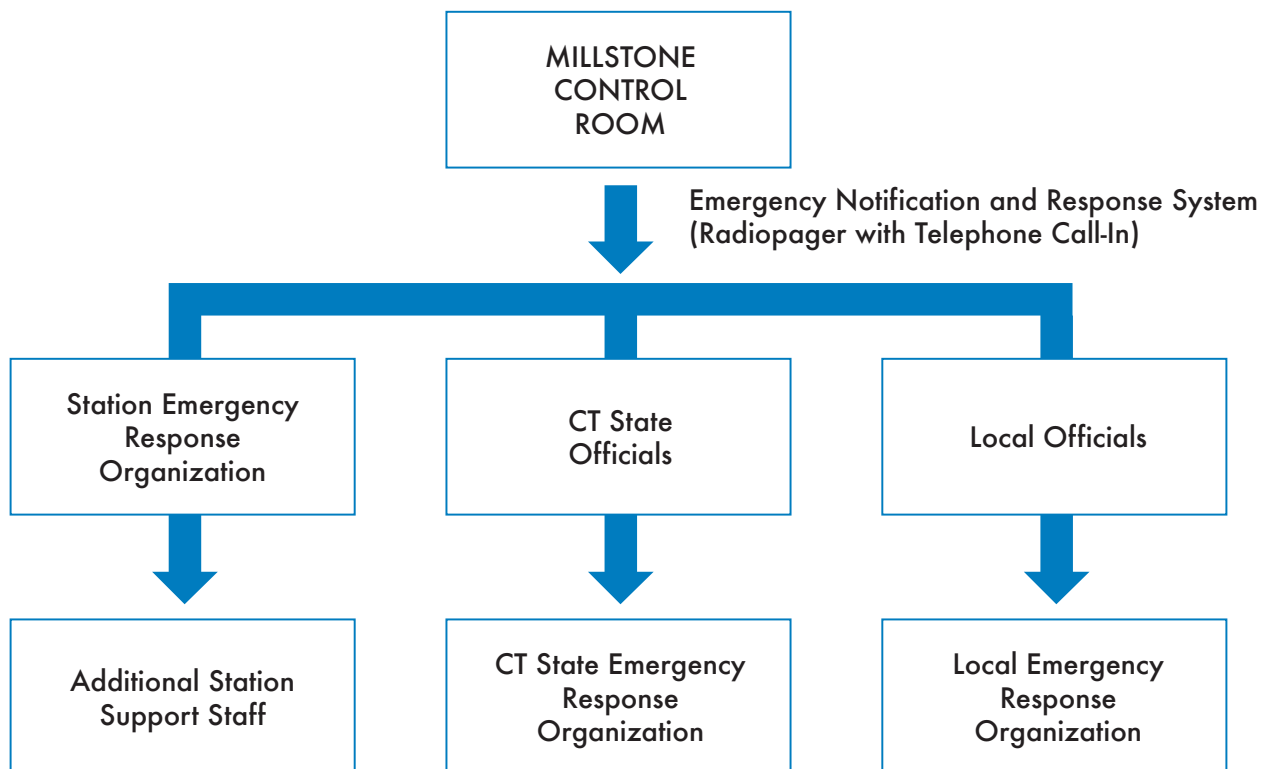 MILLSTONE
CONTROL
ROOM
Emergency Notification and Response System
(Radiopager with Telephone Call-In)
Station Emergency
Response
Organization
CT State
Officials
Local Officials
Additional Station
Support Staff
CT State Emergency
Response
Organization
Local Emergency
Response
Organization